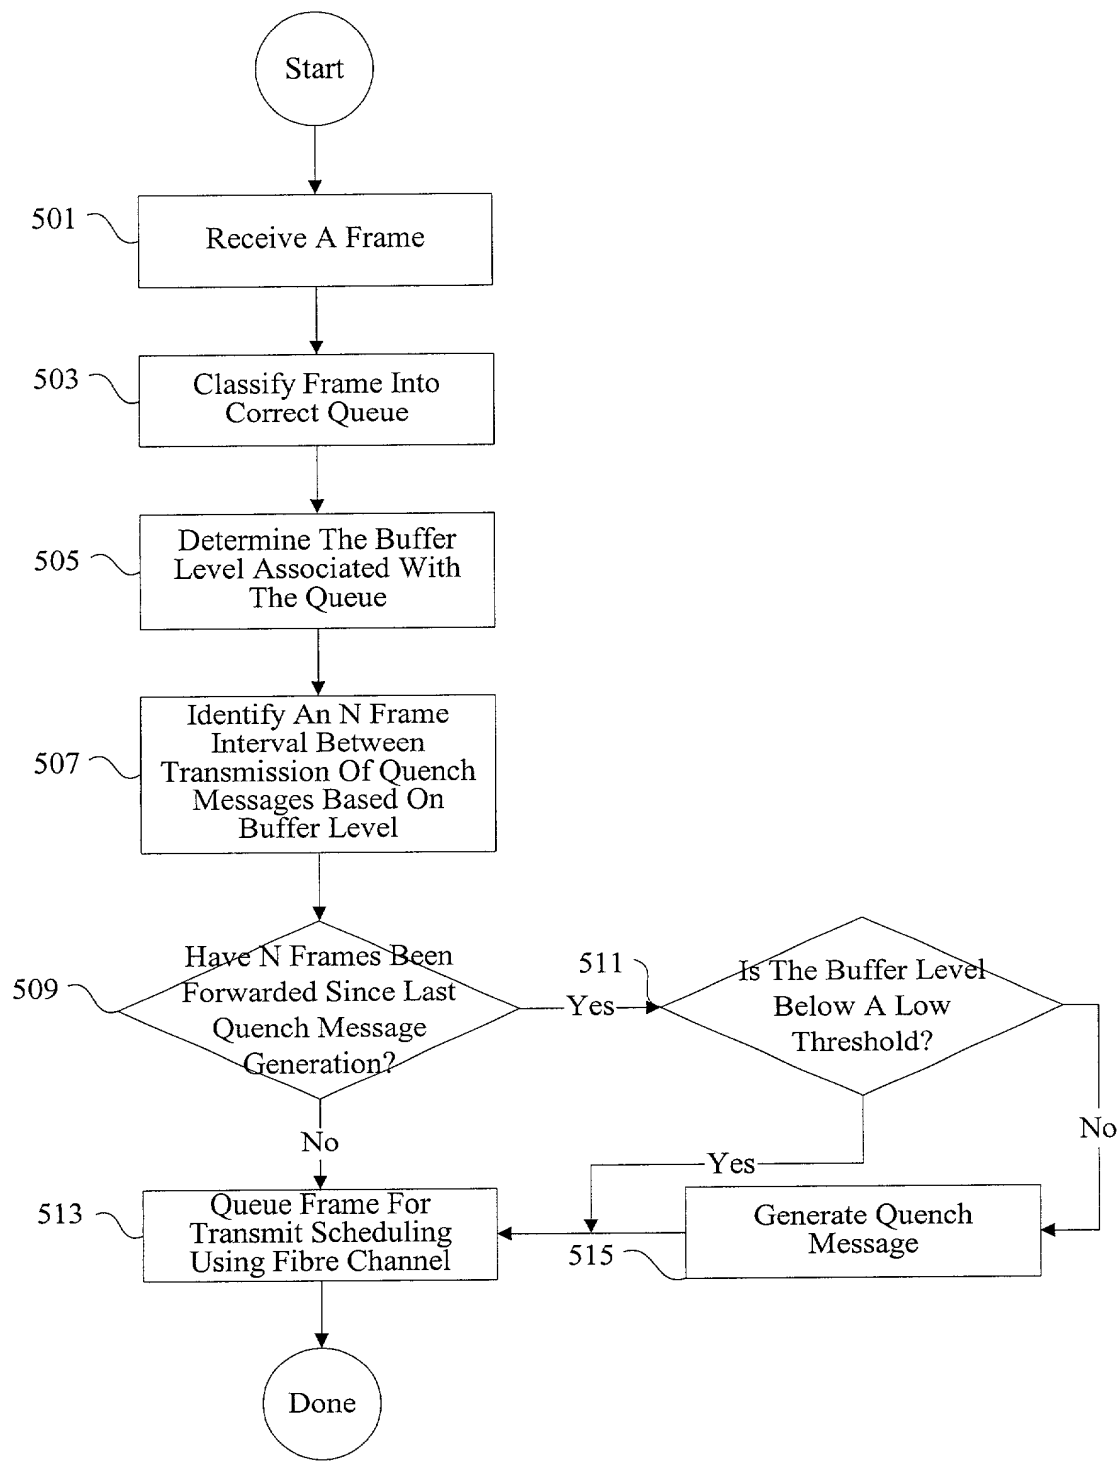 Start
501
Receive A Frame
503
Classify Frame Into
Correct Queue
505
Determine The Buffer
Level Associated With
The Queue
507
Identify An N Frame
Interval Between
Transmission Of Quench
Messages Based On
Buffer Level
509
Have N Frames Been
Forwarded Since Last
Quench Message
Generation?
Yes
511
Is The Buffer Level
Below A Low
Threshold?
No
No
Yes
513
Queue Frame For
Transmit Scheduling
Using Fibre Channel
515
Generate Quench
Message
Done